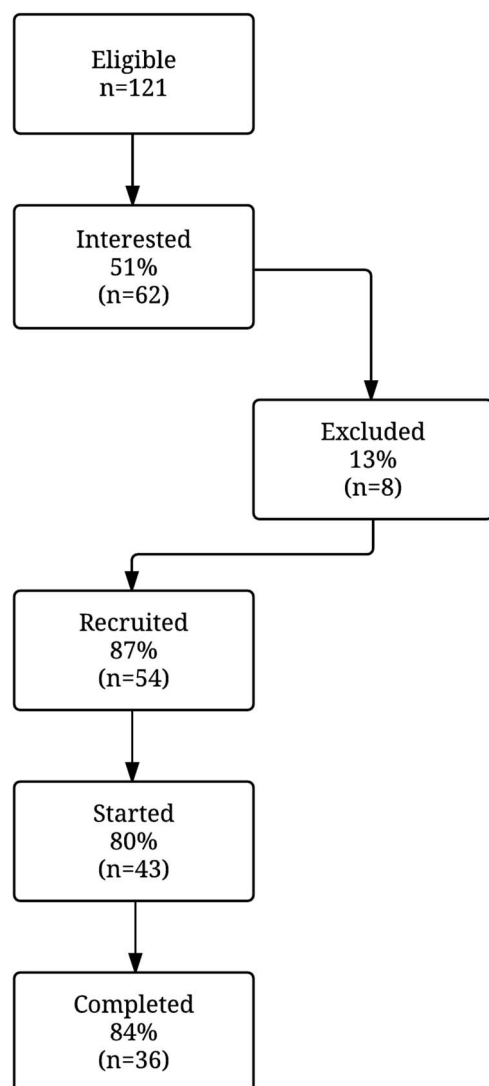 Eligible
n=121
Interested
51%
(n=62)
Excluded
13%
(n=8)
Recruited
87%
(n=54)
Started
80%
(n=43)
Completed
84%
(n=36)